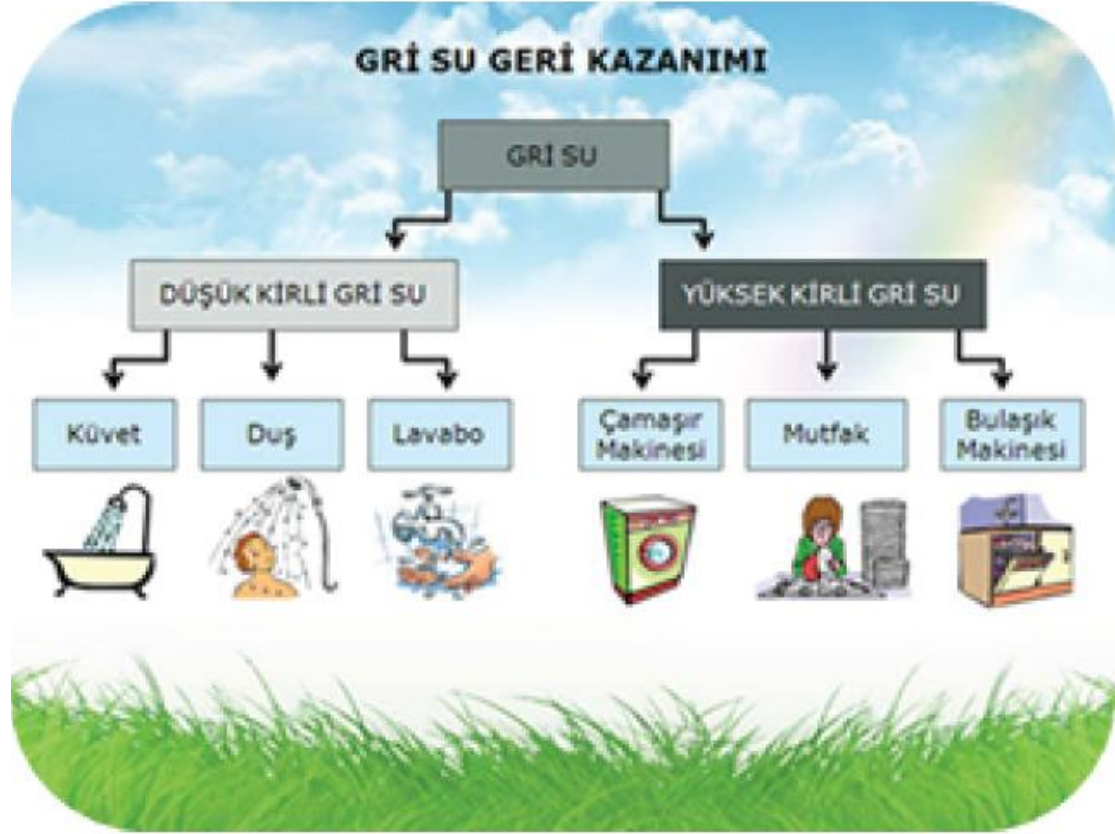 GRİ SU GERİ KAZANIMI
GRİ SU
DÜŞÜK KİRLİ GRİ SU
YÜKSEK KİRLİ GRİ SU
Küvet
Duş
Lavabo
Çamaşır
Makinesi
Mutfak
Bulaşık
Makinesi